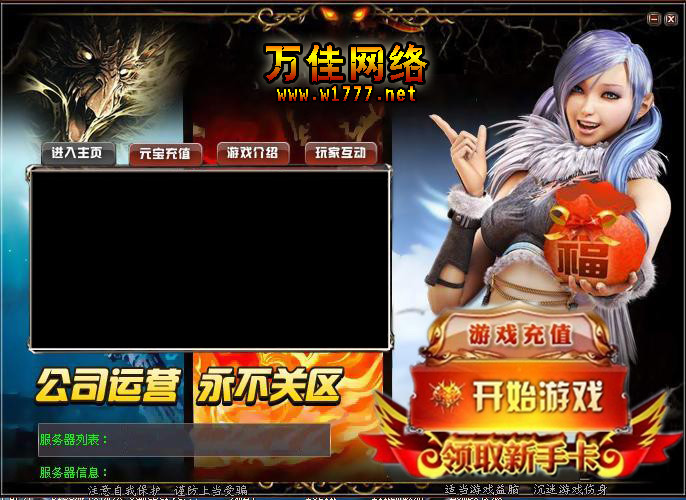 万佳网络
www.w1777.net
进入主页 元宝充值 游戏介绍 玩家互动
福
游戏充值
公司运营 永不关区
开始游戏
服务器列表：
领取新手卡
服务器信息：
注意自我保护 谨防上当受骗 适当游戏益脑 沉迷游戏伤身